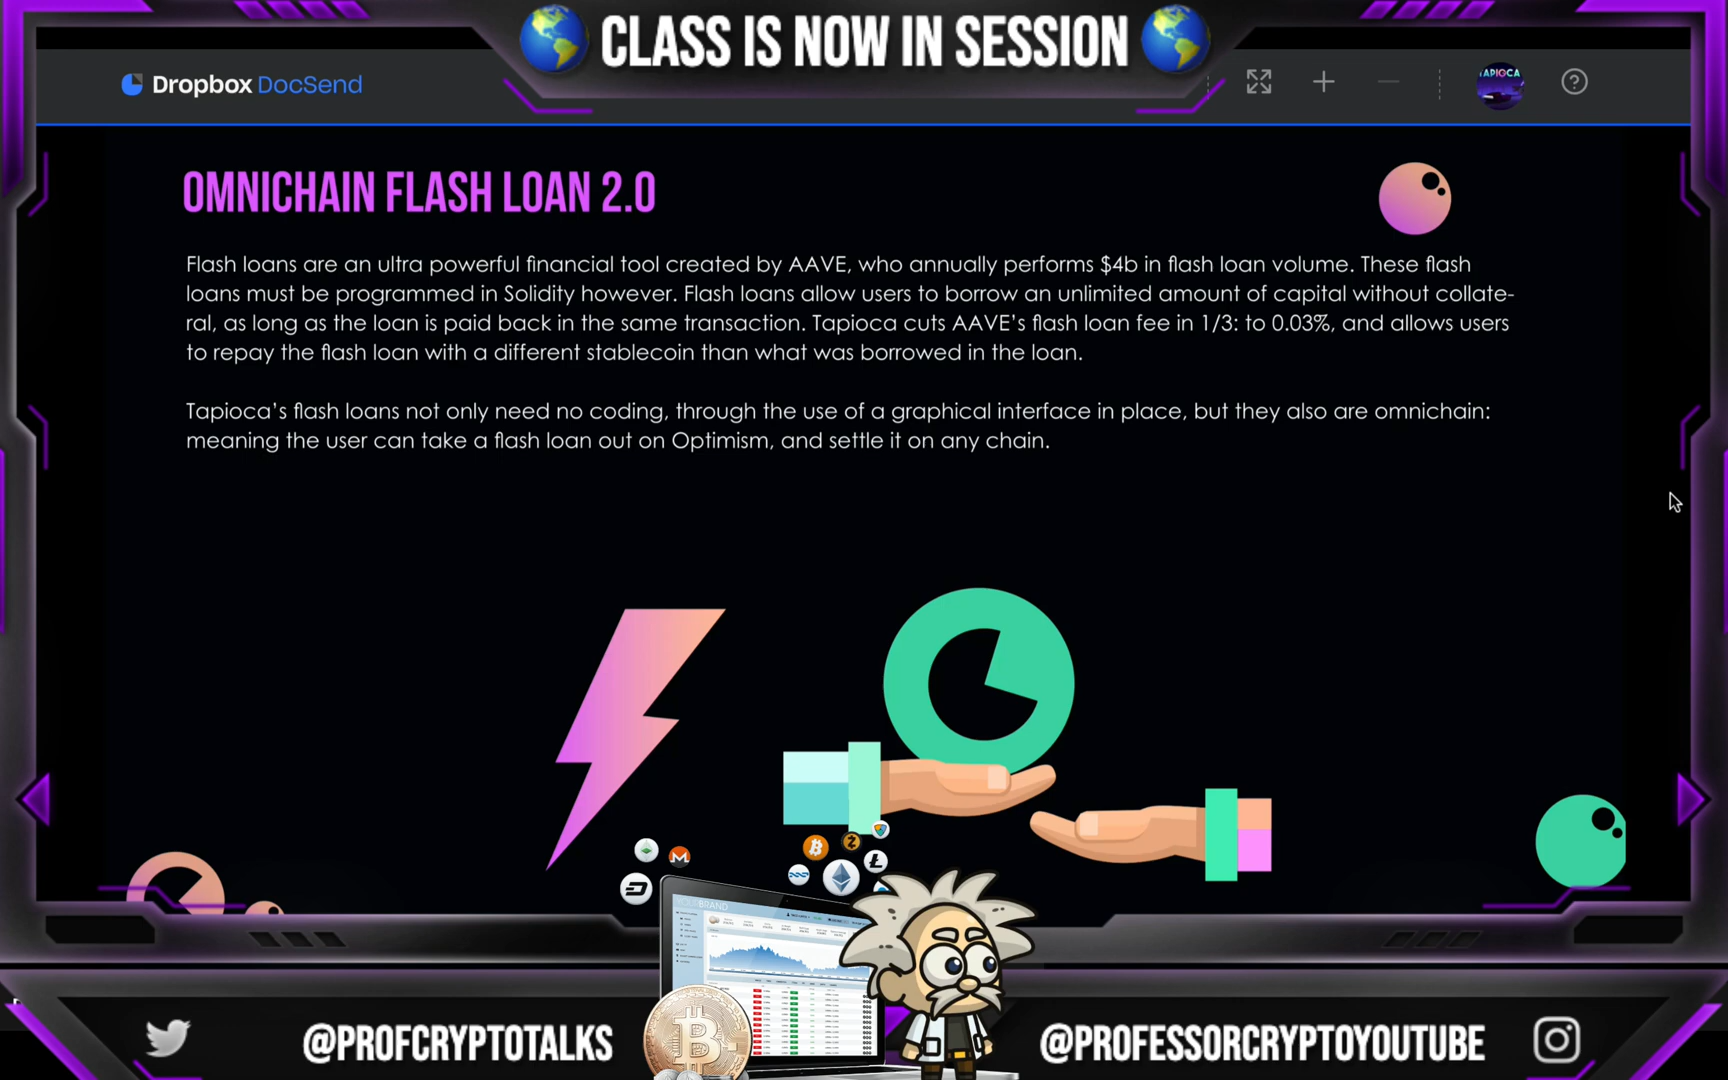 CLASS IS NOW IN SESSION
Dropbox DocSend
TAPIOCA
OMNICHAIN FLASH LOAN 2.0
Flash loans are an ultra powerful financial tool created by AAVE, who annually performs $4b in flash loan volume. These flash
loans must be programmed in Solidity however. Flash loans allow users to borrow an unlimited amount of capital without collate-
ral, as long as the loan is paid back in the same transaction. Tapioca cuts AAVE's flash loan fee in 1/3: to 0.03%, and allows users
to repay the flash loan with a different stablecoin than what was borrowed in the loan.
Tapioca's flash loans not only need no coding, through the use of a graphical interface in place, but they also are omnichain:
meaning the user can take a flash loan out on Optimism, and settle it on any chain.
YOURBRAND
@PROFCRYPTOTALKS
@PROFESSORCRYPTOYOUTUBE